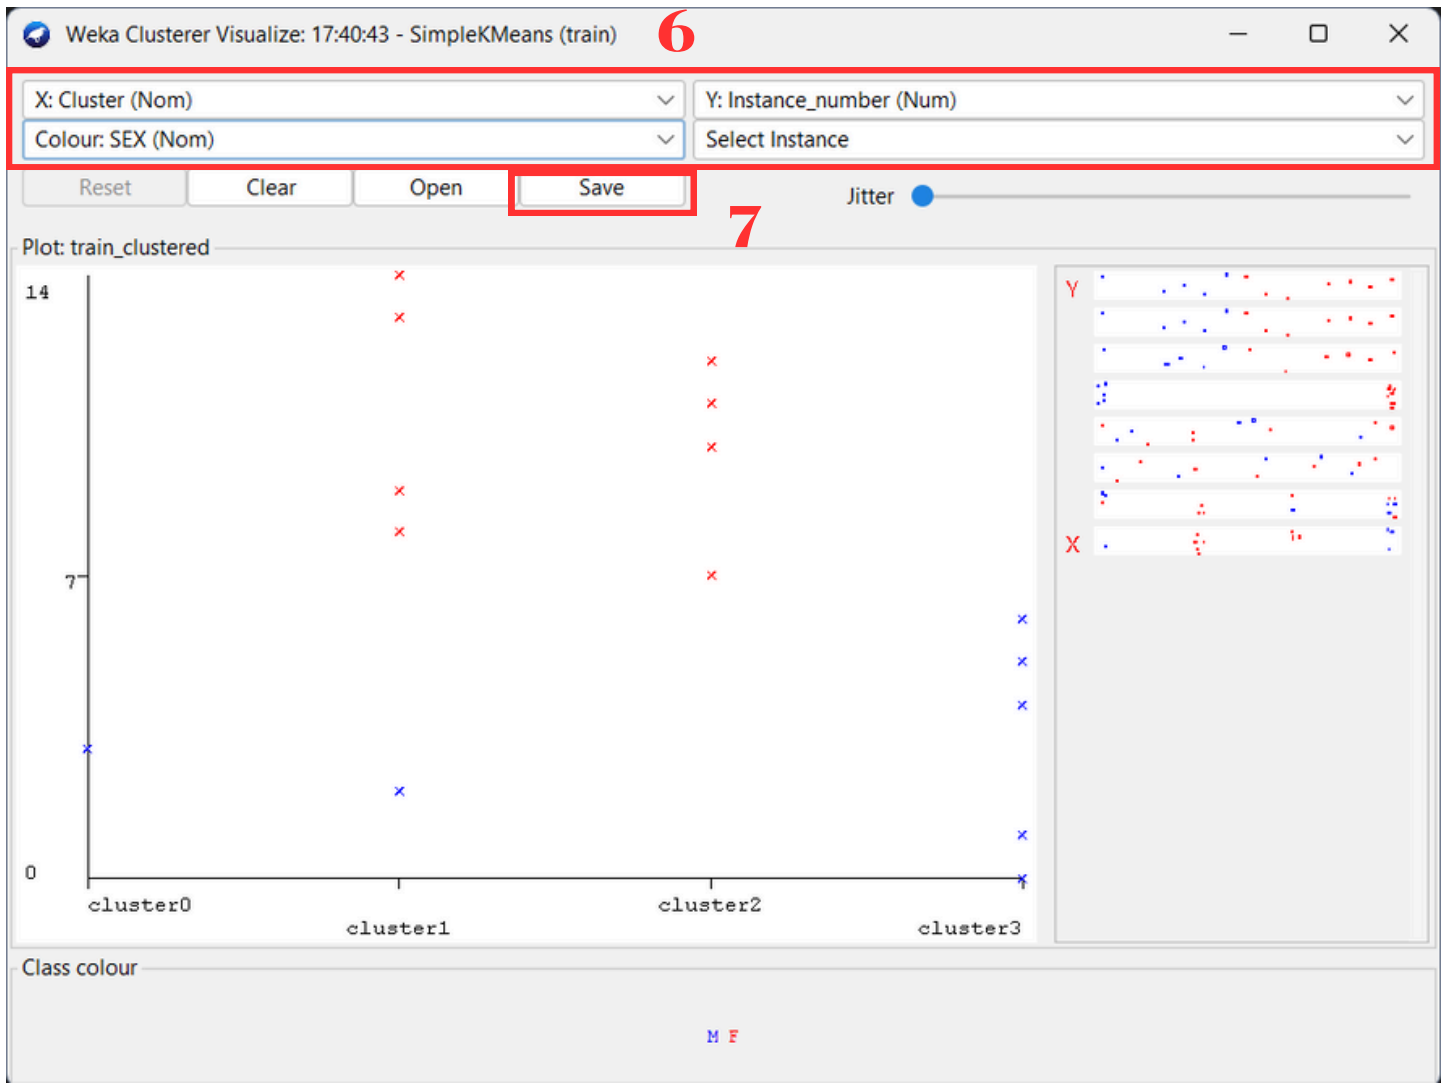 Weka Clusterer Visualize: 17:40:43 - SimpleKMeans (train)
6
X: Cluster (Nom)
Y: Instance_number (Num)
Colour: SEX (Nom)
Select Instance
Reset
Clear
Open
Save
Jitter
7
Plot: train_clustered
14
7
0
cluster0
cluster1
cluster2
cluster3
Y
X
Class colour
M F